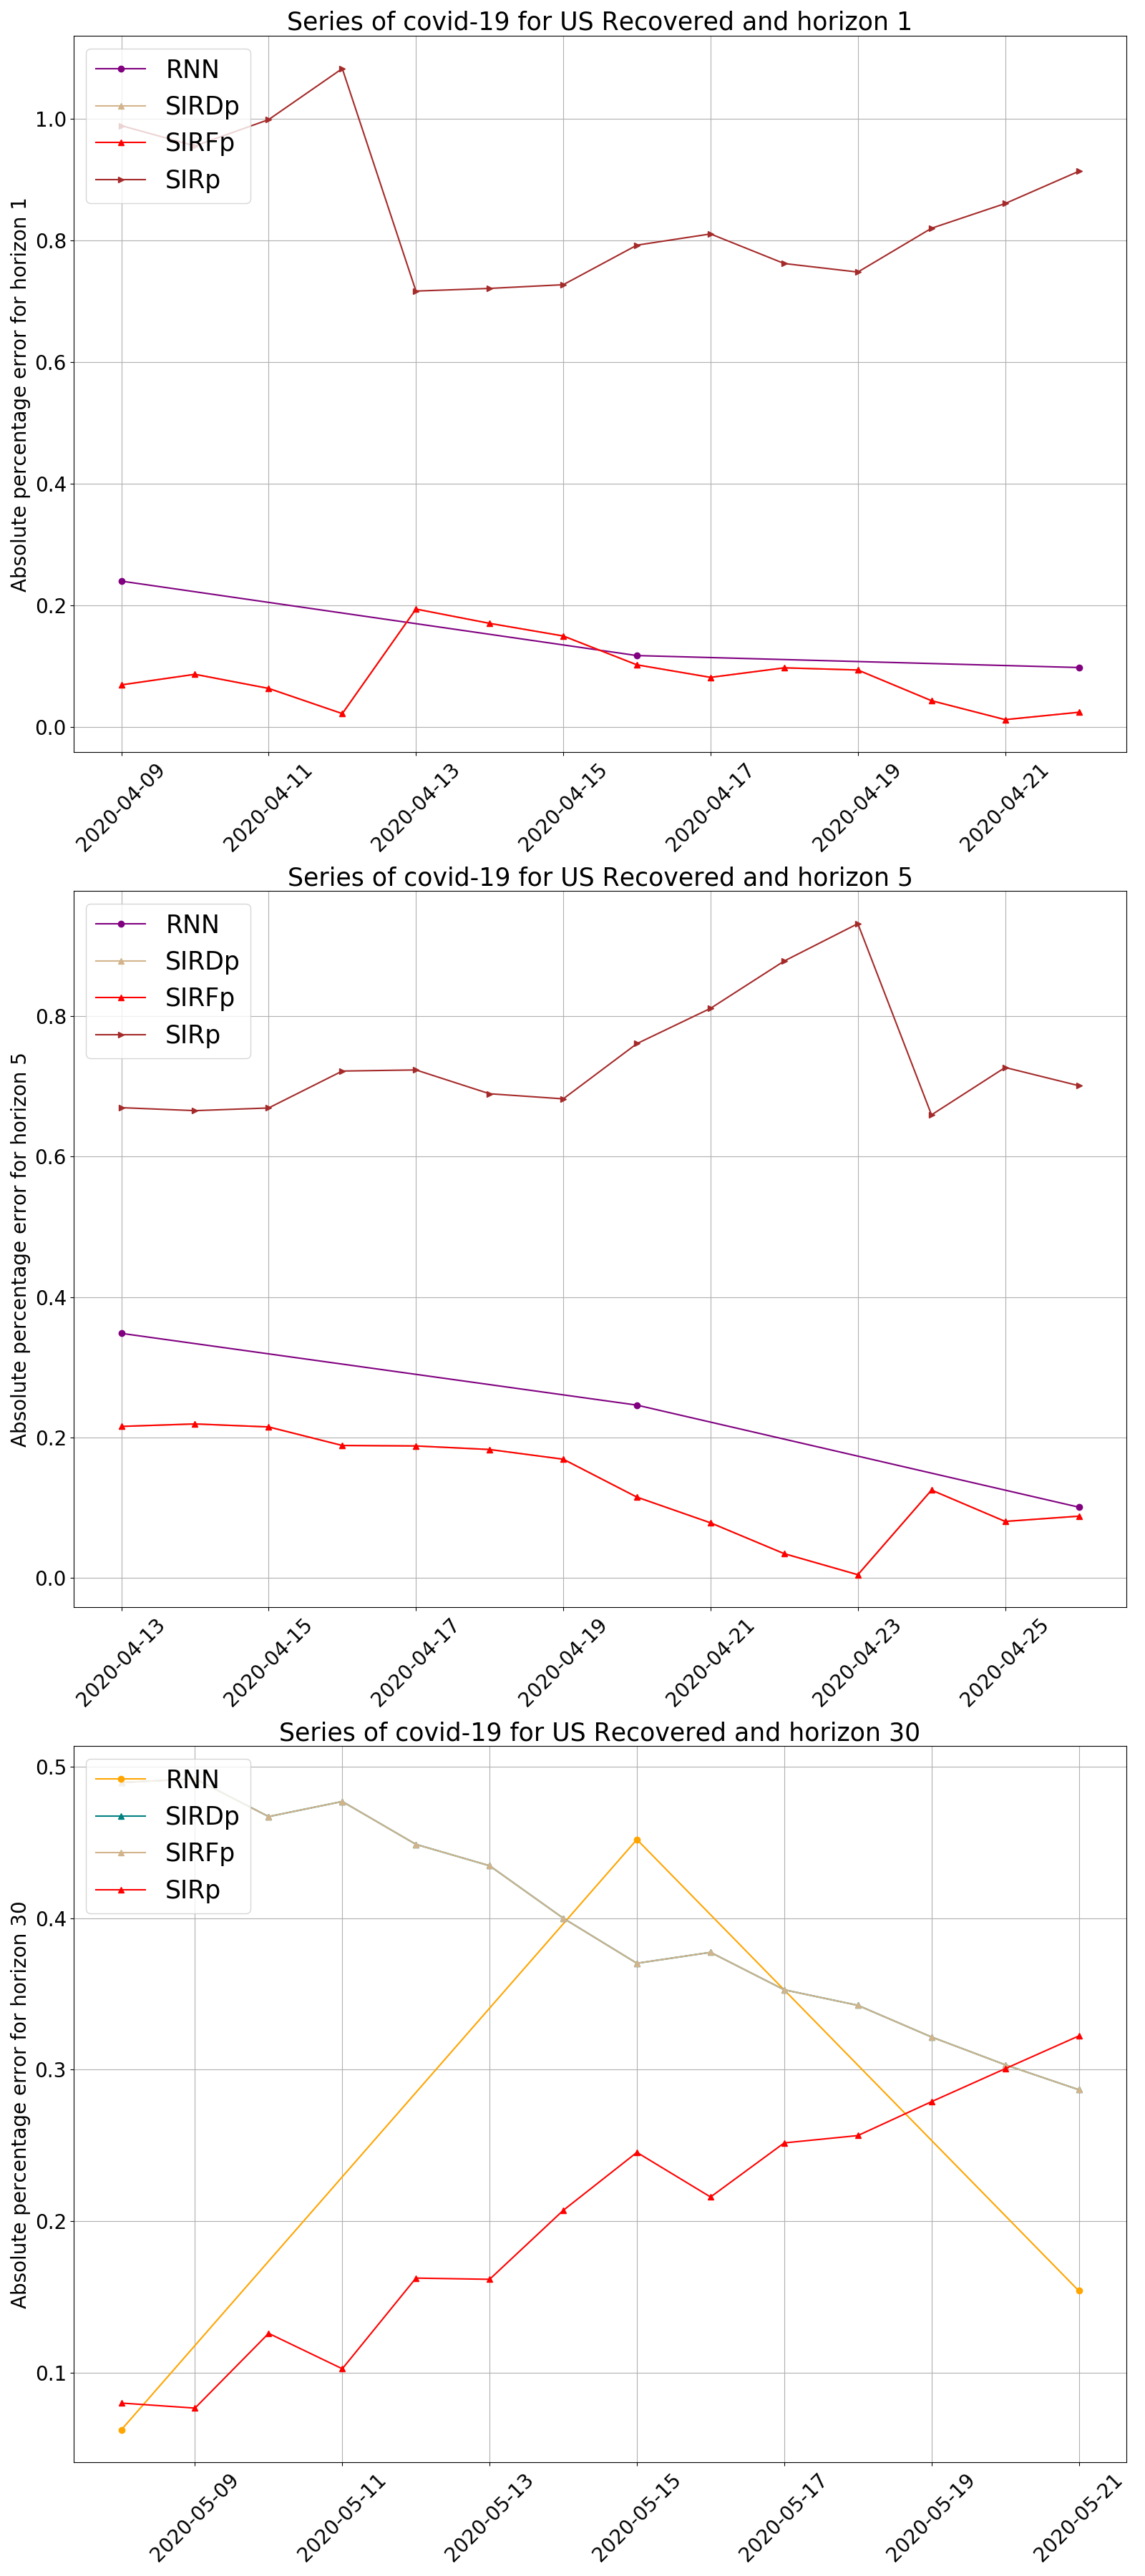 Series of covid-19 for US Recovered and horizon 1
RNN
SIRDp
SIRFp
SIRp
Absolute percentage error for horizon 1
1.0
0.8
0.6
0.4
0.2
0.0
2020-04-09
2020-04-11
2020-04-13
2020-04-15
2020-04-17
2020-04-19
2020-04-21
Series of covid-19 for US Recovered and horizon 5
RNN
SIRDp
SIRFp
SIRp
Absolute percentage error for horizon 5
0.8
0.6
0.4
0.2
0.0
2020-04-13
2020-04-15
2020-04-17
2020-04-19
2020-04-21
2020-04-23
2020-04-25
Series of covid-19 for US Recovered and horizon 30
RNN
SIRDp
SIRFp
SIRp
Absolute percentage error for horizon 30
0.5
0.4
0.3
0.2
0.1
2020-05-09
2020-05-11
2020-05-13
2020-05-15
2020-05-17
2020-05-19
2020-05-21